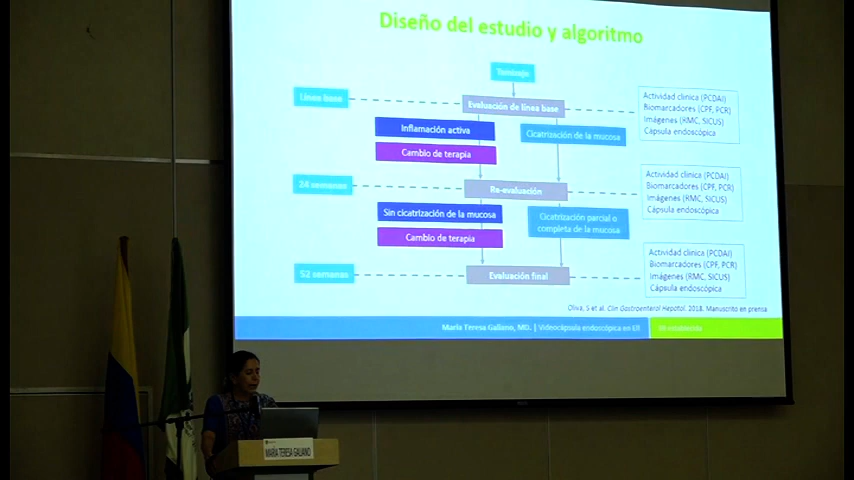 Diseño del estudio y algoritmo
Tamizaje
Línea base
Evaluación de línea base
Actividad clínica (PCDAI)
Biomarcadores (CPF, PCR)
Imágenes (RMC, SICUS)
Cápsula endoscópica
Inflamación activa
Cicatrización de la mucosa
Cambio de terapia
24 semanas
Re-evaluación
Actividad clínica (PCDAI)
Biomarcadores (CPF, PCR)
Imágenes (RMC, SICUS)
Cápsula endoscópica
Sin cicatrización de la mucosa
Cicatrización parcial o
completa de la mucosa
Cambio de terapia
52 semanas
Evaluación final
Actividad clínica (PCDAI)
Biomarcadores (CPF, PCR)
Imágenes (RMC, SICUS)
Cápsula endoscópica
Oliva, S et al. Clin Gastroenterol Hepatol. 2018. Manuscrito en prensa
María Teresa Galiano, MD. | Videocápsula endoscópica en EII
MARÍA TERESA GALIANO